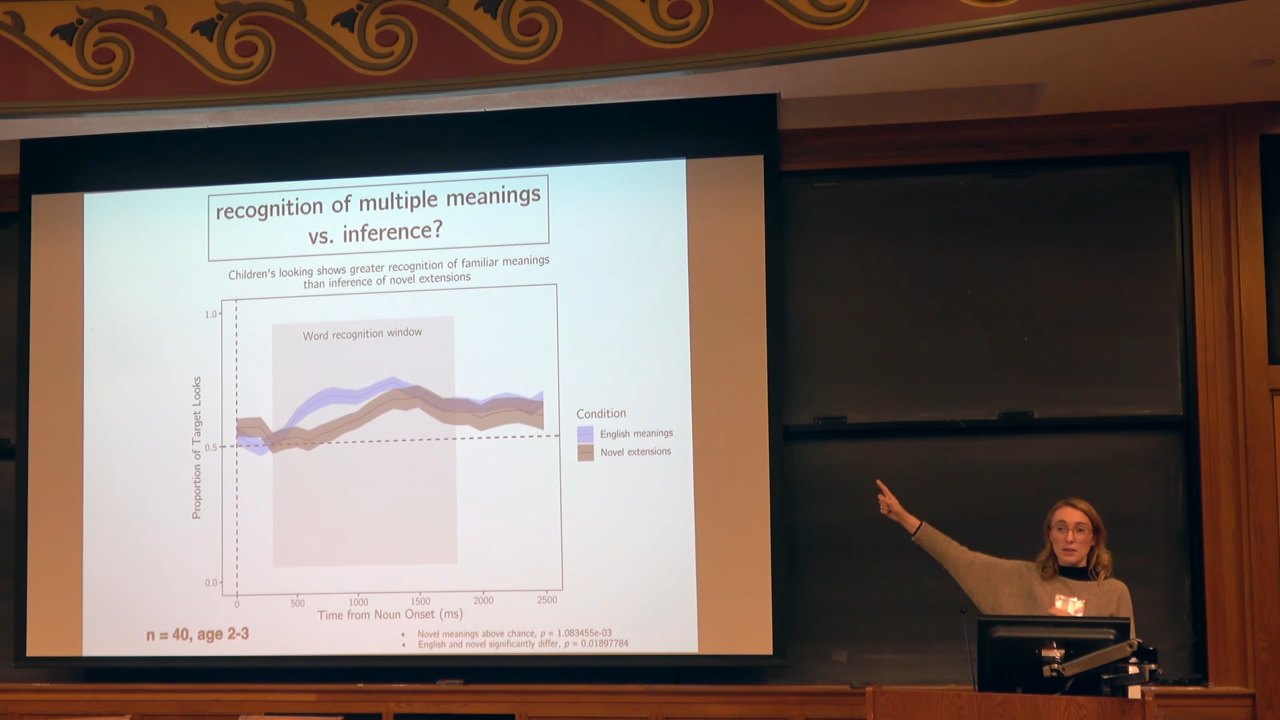 recognition of multiple meanings
vs. inference?
Children's looking shows greater recognition of familiar meanings
than inference of novel extensions
1.0
Word recognition window
Proportion of Target Looks
Condition
English meanings
Novel extensions
0.5
0.0
0
500
1000
1500
2000
2500
Time from Noun Onset (ms)
n = 40, age 2-3
• Novel meanings above chance, p = 1.083455e-03
• English and novel significantly differ, p = 0.01897784